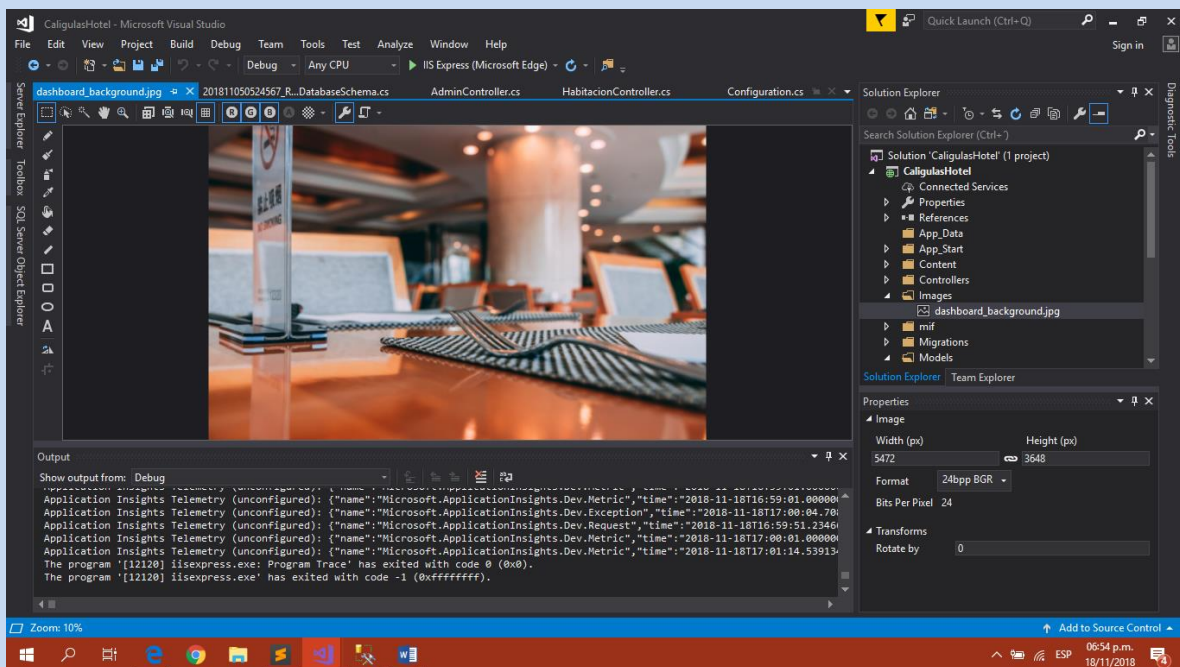 CaligulasHotel - Microsoft Visual Studio
Quick Launch (Ctrl+Q)
File Edit View Project Build Debug Team Tools Test Analyze Window Help
Sign in
Debug Any CPU IIS Express (Microsoft Edge)
Server Explorer
Toolbox
SQL Server Object Explorer
dashboard_background.jpg 201811050524567_R...DatabaseSchema.cs AdminController.cs HabitacionController.cs Configuration.cs
R G B
A
禁止吸烟
NO SMOKING
Solution Explorer
Search Solution Explorer (Ctrl+´)
Solution 'CaligulasHotel' (1 project)
CaligulasHotel
Connected Services
Properties
References
App_Data
App_Start
Content
Controllers
Images
dashboard_background.jpg
mif
Migrations
Models
Solution Explorer Team Explorer
Diagnostic Tools
Properties
Image
Width (px) Height (px)
5472 3648
Format 24bpp BGR
Bits Per Pixel 24
Transforms
Rotate by 0
Output
Show output from: Debug
Application Insights Telemetry (unconfigured): {"name":"Microsoft.ApplicationInsights.Dev.Metric","time":"2018-11-18T16:59:01.000000
Application Insights Telemetry (unconfigured): {"name":"Microsoft.ApplicationInsights.Dev.Exception","time":"2018-11-18T17:00:04.708
Application Insights Telemetry (unconfigured): {"name":"Microsoft.ApplicationInsights.Dev.Request","time":"2018-11-18T16:59:51.2346
Application Insights Telemetry (unconfigured): {"name":"Microsoft.ApplicationInsights.Dev.Metric","time":"2018-11-18T17:00:01.00000
Application Insights Telemetry (unconfigured): {"name":"Microsoft.ApplicationInsights.Dev.Metric","time":"2018-11-18T17:01:14.539134
The program '[12120] iisexpress.exe: Program Trace' has exited with code 0 (0x0).
The program '[12120] iisexpress.exe' has exited with code -1 (0xffffffff).
Zoom: 10%
Add to Source Control
ESP
06:54 p.m.
18/11/2018
4